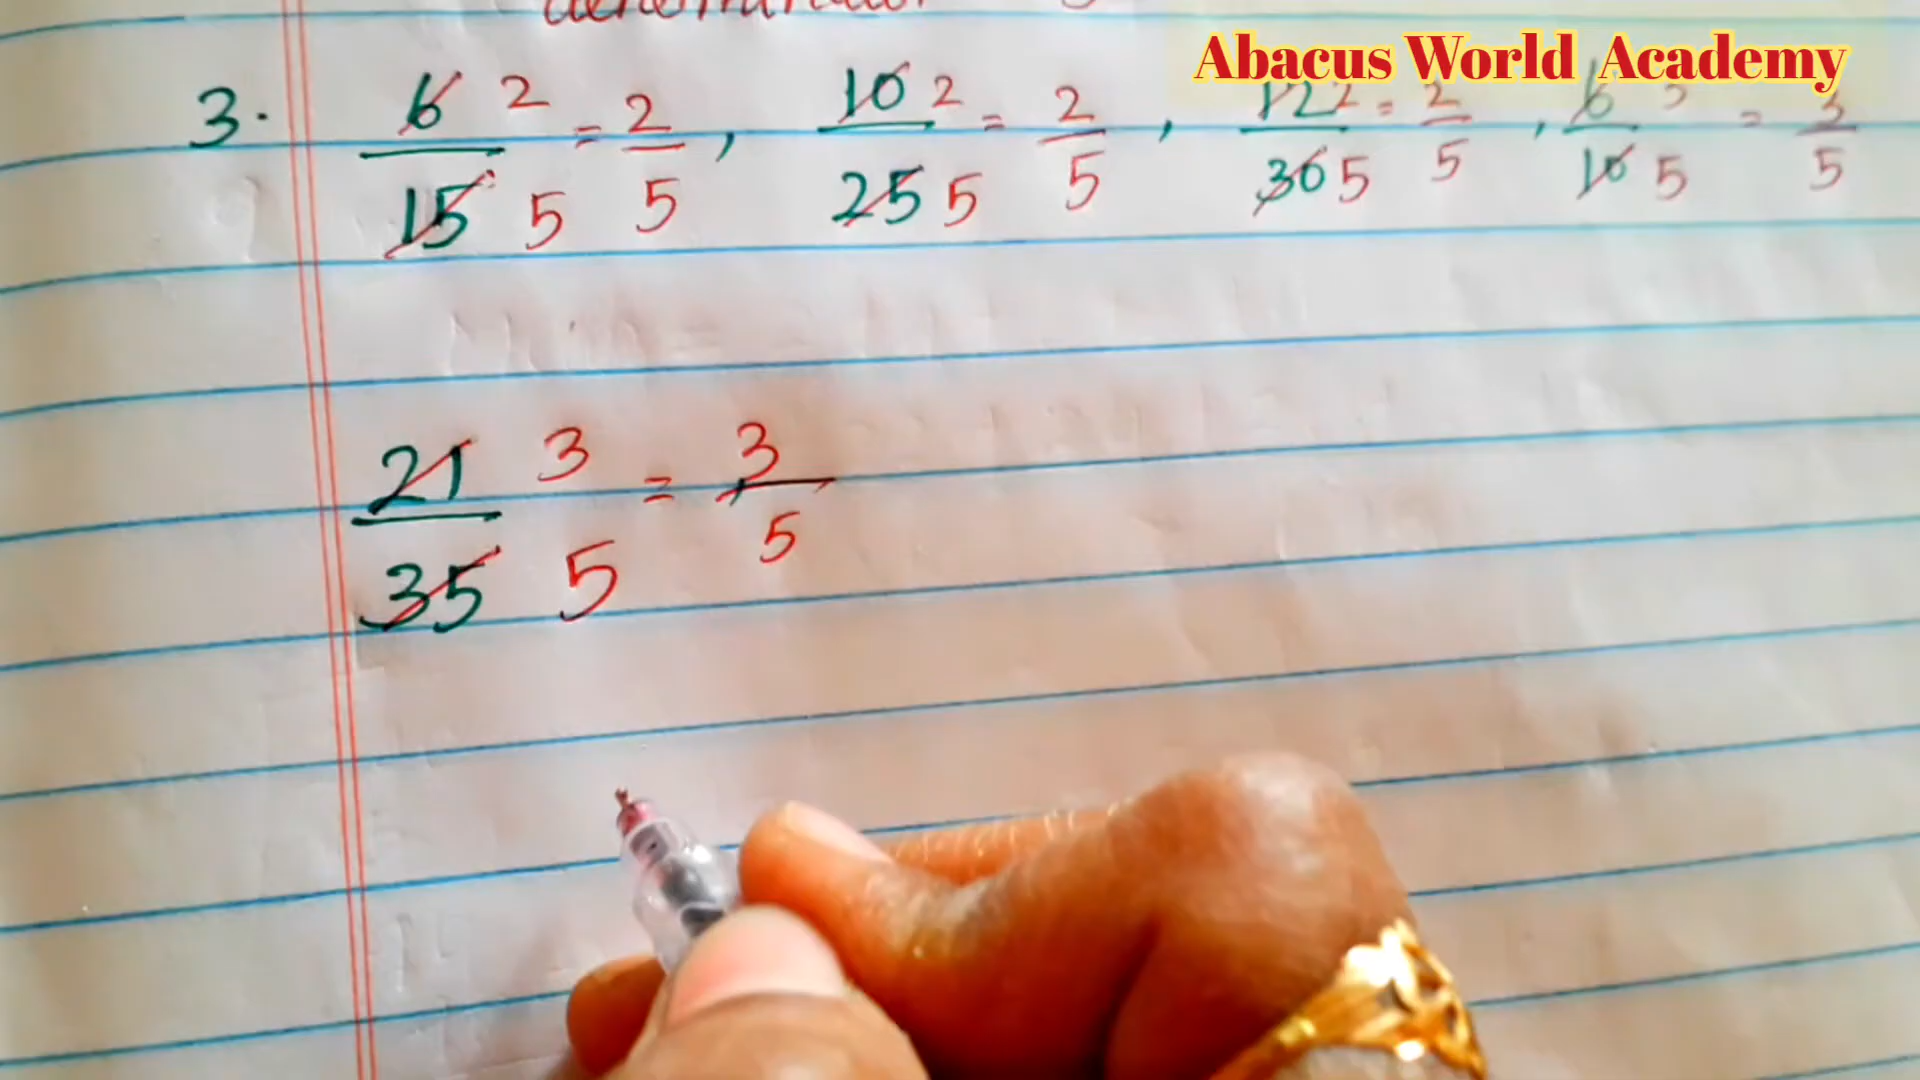 Abacus World Academy
3. 6/15 2/5 = 2/5, 10/25 2/5 = 2/5, 12/30 2/5 = 2/5, 6/10 3/5 = 3/5
21/35 3/5 = 3/5